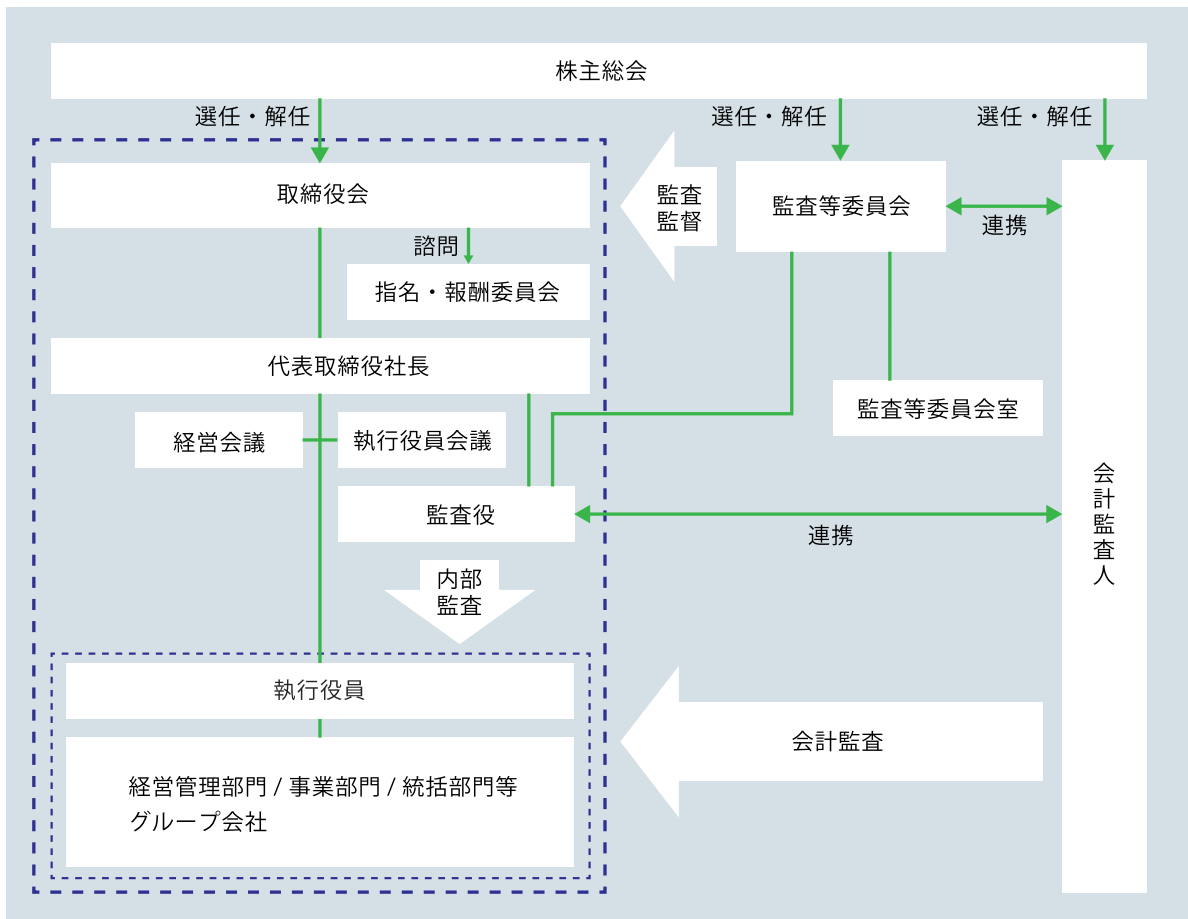 株主総会
選任・解任
選任・解任
選任・解任
取締役会
監査
監督
監査等委員会
連携
諮問
指名・報酬委員会
代表取締役社長
監査等委員会室
経営会議
執行役員会議
監査役
連携
会計監査人
内部
監査
執行役員
会計監査
経営管理部門 / 事業部門 / 統括部門等
グループ会社